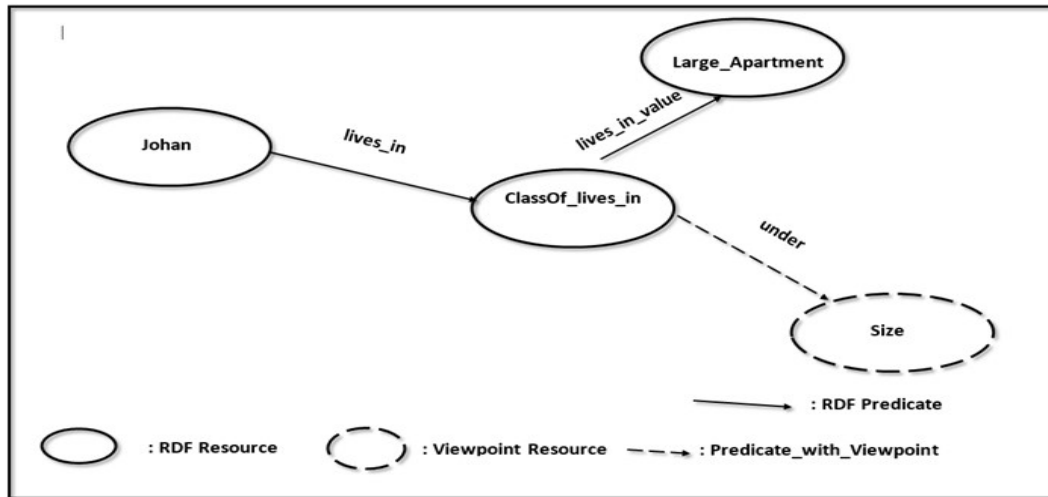 Large_Apartment
Johan
lives_in
lives_in_value
ClassOf_lives_in
under
Size
: RDF Predicate
: RDF Resource
: Viewpoint Resource
: Predicate_with_Viewpoint